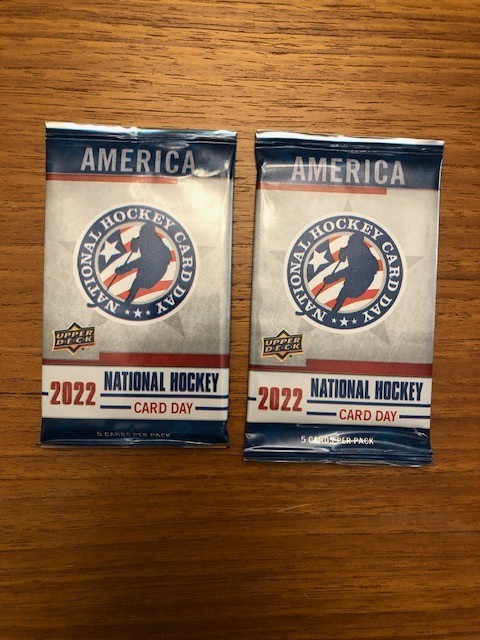 AMERICA
NATIONAL HOCKEY CARD DAY
UPPER
DECK
2022 NATIONAL HOCKEY
CARD DAY
5 CARDS PER PACK
AMERICA
NATIONAL HOCKEY CARD DAY
UPPER
DECK
2022 NATIONAL HOCKEY
CARD DAY
5 CARDS PER PACK